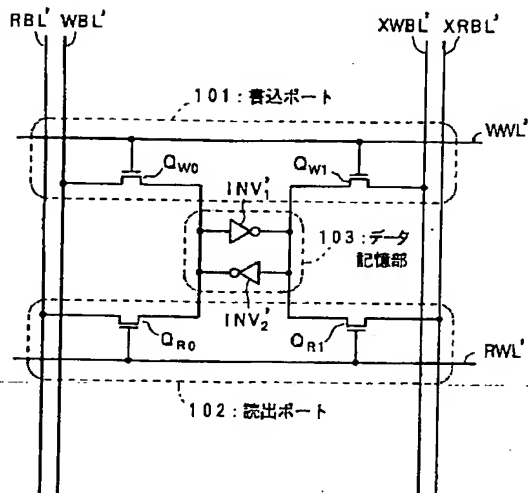 RBL' WBL'
XWBL' XRBL'
101:書込ポート
WWL'
QW0
QW1
INV1'
103:データ
記憶部
INV2'
QR0
QR1
RWL'
102:読出ポート